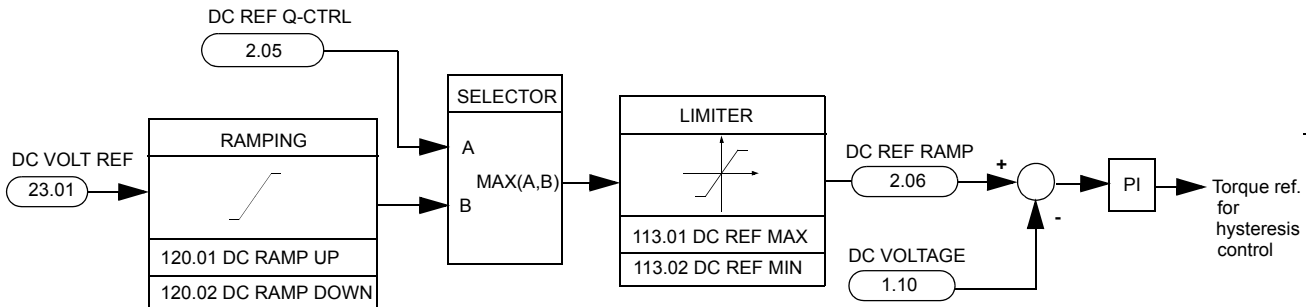 DC REF Q-CTRL
2.05
SELECTOR
A
MAX(A,B)
B
RAMPING
DC VOLT REF
23.01
120.01 DC RAMP UP
120.02 DC RAMP DOWN
LIMITER
113.01 DC REF MAX
113.02 DC REF MIN
DC REF RAMP
2.06
+
-
DC VOLTAGE
1.10
PI
Torque ref.
for
hysteresis
control